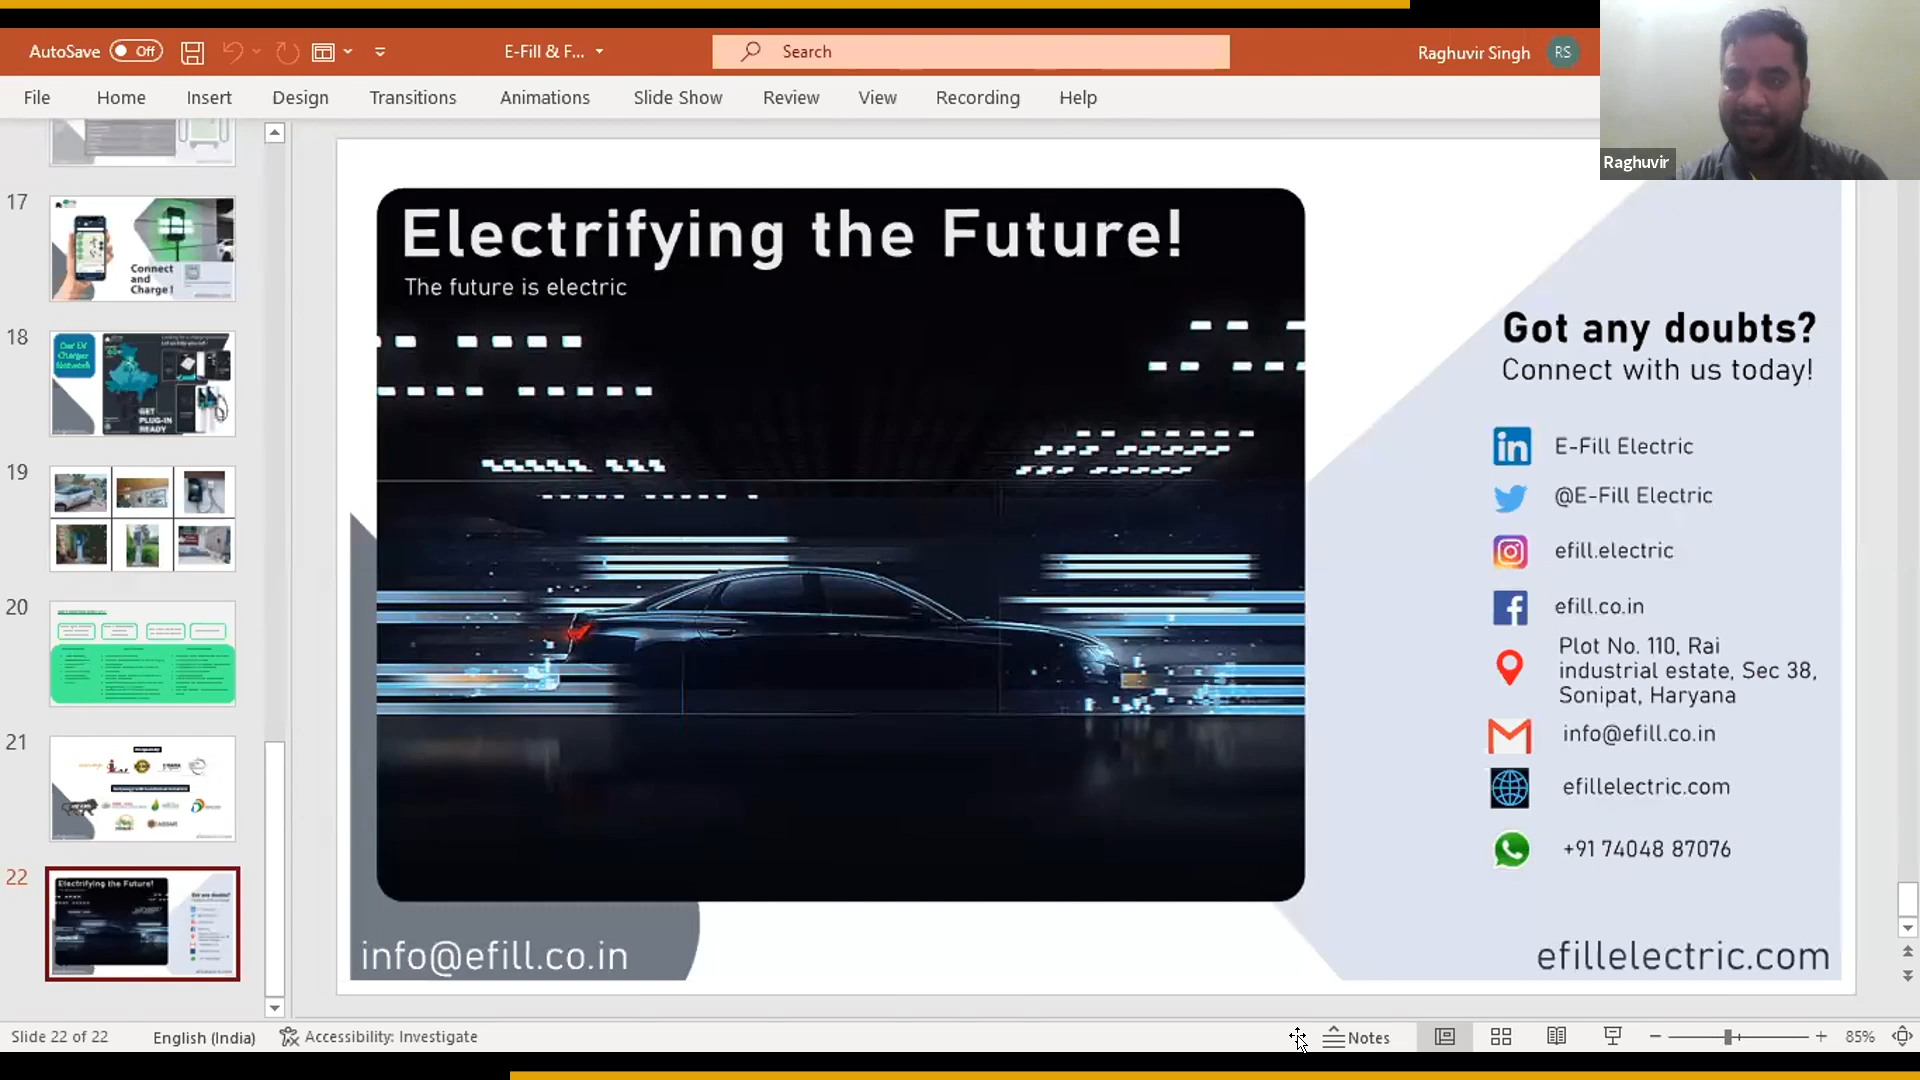 AutoSave Off
E-Fill & F...
Search
Raghuvir Singh RS
File Home Insert Design Transitions Animations Slide Show Review View Recording Help
Raghuvir
17
Connect
and
Charge!
18
Our EV
Charger
Network
GET
PLUG-IN
READY
19
20
21
22
Electrifying the Future!
Electrifying the Future!
The future is electric
Got any doubts?
Connect with us today!
E-Fill Electric
@E-Fill Electric
efill.electric
efill.co.in
Plot No. 110, Rai
industrial estate, Sec 38,
Sonipat, Haryana
info@efill.co.in
efillelectric.com
+91 74048 87076
info@efill.co.in
efillelectric.com
Slide 22 of 22 English (India) Accessibility: Investigate Notes 85%